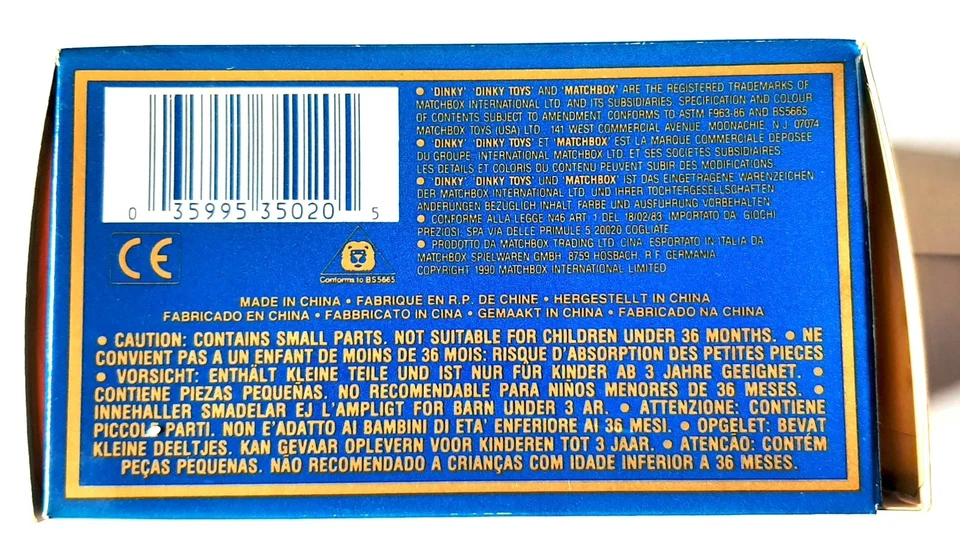 0 35995 35020 5
CE
Conforms to BS5665
• 'DINKY' 'DINKY TOYS' AND 'MATCHBOX' ARE THE REGISTERED TRADEMARKS OF
MATCHBOX INTERNATIONAL LTD. AND ITS SUBSIDIARIES. SPECIFICATION AND COLOUR
OF CONTENTS SUBJECT TO AMENDMENT. CONFORMS TO ASTM F963-86 AND BS5665.
MATCHBOX TOYS (USA) LTD., 141 WEST COMMERCIAL AVENUE, MOONACHIE, N.J. 07074
• 'DINKY' 'DINKY TOYS' ET 'MATCHBOX' EST LA MARQUE COMMERCIALE DEPOSEE
DU GROUPE, INTERNATIONAL MATCHBOX LTD. ET SES SOCIETES SUBSIDIAIRES.
LES DETAILS ET COLORIS DU CONTENU PEUVENT SUBIR DES MODIFICATIONS.
• 'DINKY', 'DINKY TOYS' UND 'MATCHBOX' IST DAS EINGETRAGENE WARENZEICHEN
DER MATCHBOX INTERNATIONAL LTD. UND IHRER TOCHTERGESELLSCHAFTEN.
ÄNDERUNGEN BEZÜGLICH INHALT FARBE UND AUSFÜHRUNG VORBEHALTEN.
• CONFORME ALLA LEGGE N46 ART. 1 DEL 18/02/83. IMPORTATO DA: GIOCHI
PREZIOSI. SPA VIA DELLE PRIMULE 5 20020 COGLIATE.
• PRODOTTO DA MATCHBOX TRADING LTD. CINA. ESPORTATO IN ITALIA DA
MATCHBOX SPIELWAREN GMBH, 8759 HOSBACH, R.F. GERMANIA
COPYRIGHT 1990 MATCHBOX INTERNATIONAL LIMITED
MADE IN CHINA • FABRIQUE EN R.P. DE CHINE • HERGESTELLT IN CHINA
FABRICADO EN CHINA • FABBRICATO IN CINA • GEMAAKT IN CHINA • FABRICADO NA CHINA
• CAUTION: CONTAINS SMALL PARTS. NOT SUITABLE FOR CHILDREN UNDER 36 MONTHS. • NE
CONVIENT PAS A UN ENFANT DE MOINS DE 36 MOIS: RISQUE D'ABSORPTION DES PETITES PIECES
• VORSICHT: ENTHÄLT KLEINE TEILE UND IST NUR FÜR KINDER AB 3 JAHRE GEEIGNET. •
CONTIENE PIEZAS PEQUEÑAS. NO RECOMENDABLE PARA NIÑOS MENORES DE 36 MESES. •
INNEHALLER SMADELAR EJ L'AMPLIGT FOR BARN UNDER 3 AR. • ATTENZIONE: CONTIENE
PICCOLE PARTI. NON E'ADATTO AI BAMBINI DI ETA' ENFERIORE AI 36 MESI. • OPGELET: BEVAT
KLEINE DEELTJES. KAN GEVAAR OPLEVERN VOOR KINDEREN TOT 3 JAAR. • ATENCÃO: CONTÉM
PEÇAS PEQUENAS. NÃO RECOMENDADO A CRIANÇAS COM IDADE INFERIOR A 36 MESES.